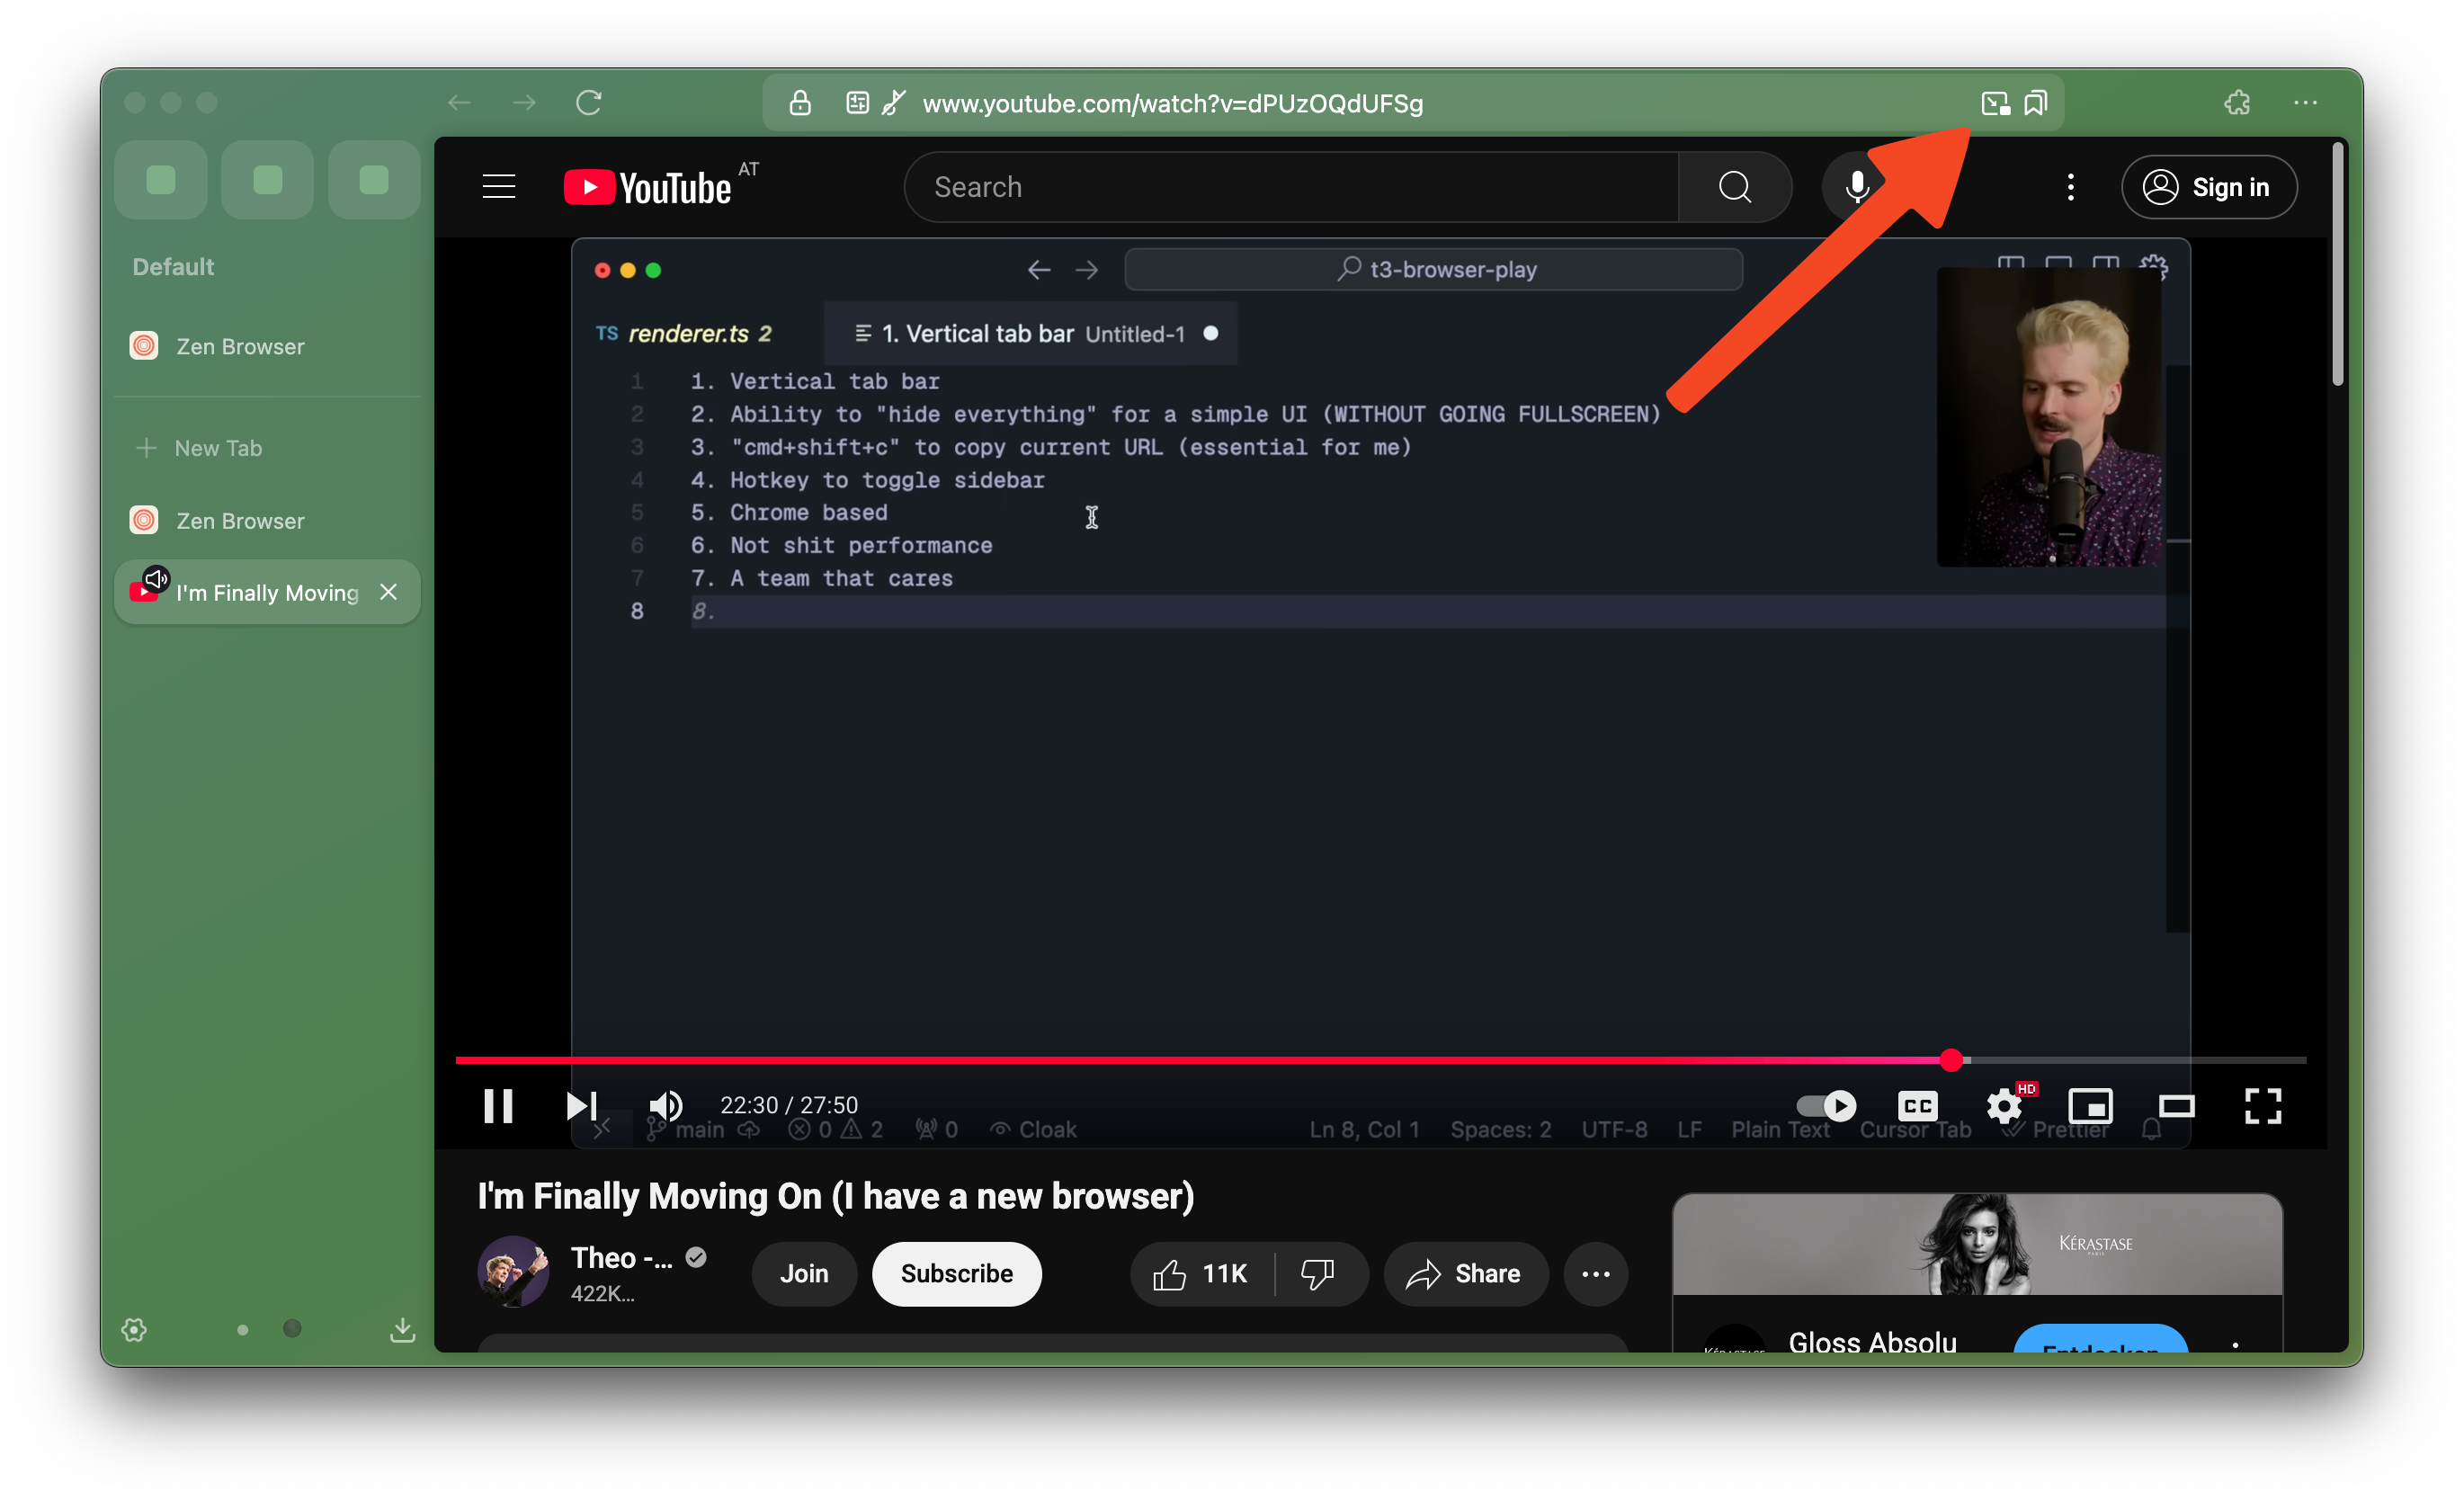 www.youtube.com/watch?v=dPUzOQdUFSg
Default
Zen Browser
New Tab
Zen Browser
I'm Finally Moving
YouTube AT
Search
Sign in
t3-browser-play
TS renderer.ts 2
1. Vertical tab bar Untitled-1
1 1. Vertical tab bar
2 2. Ability to "hide everything" for a simple UI (WITHOUT GOING FULLSCREEN)
3 3. "cmd+shift+c" to copy current URL (essential for me)
4 4. Hotkey to toggle sidebar
5 5. Chrome based
6 6. Not shit performance
7 7. A team that cares
8 8.
22:30 / 27:50
CC
HD
main 0 2 0 Cloak
Ln 8, Col 1 Spaces: 2 UTF-8 LF Plain Text Cursor Tab Prettier
I'm Finally Moving On (I have a new browser)
Theo -...
422K...
Join
Subscribe
11K
Share
KÉRASTASE
PARIS
KÉRASTASE
Gloss Absolu
Entdecken